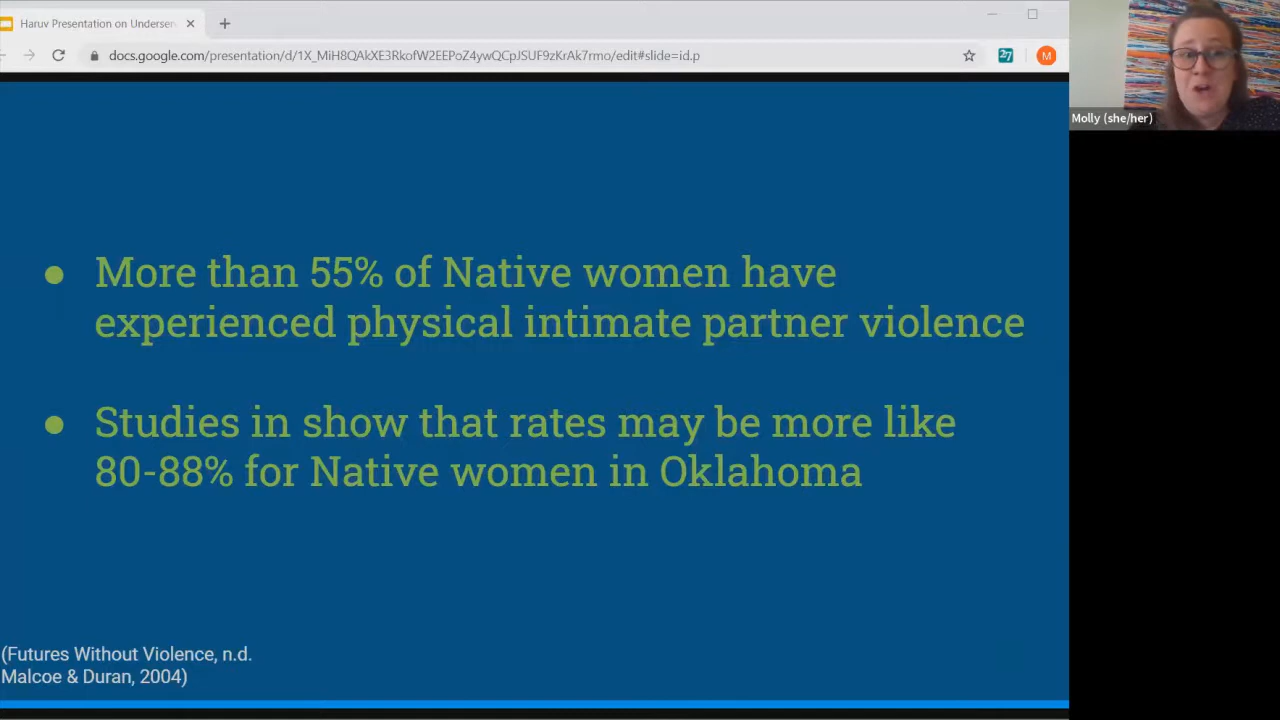 Haruv Presentation on Underser
docs.google.com/presentation/d/1X_MiH8QAkXE3RkofW2EFPoZ4ywQCpJSUF9zKrAk7rmo/edit#slide=id.p
27
M
Molly (she/her)
● More than 55% of Native women have
experienced physical intimate partner violence
● Studies in show that rates may be more like
80-88% for Native women in Oklahoma
(Futures Without Violence, n.d.
Malcoe & Duran, 2004)